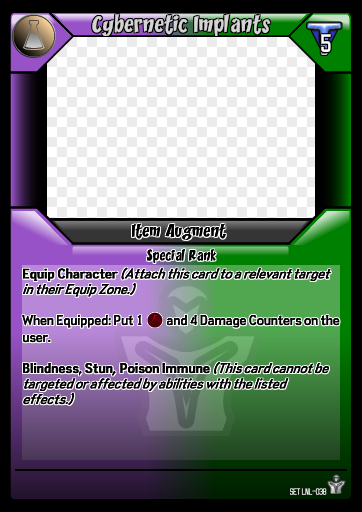 Cybernetic Implants
5
Item Augment
Special Rank
Equip Character (Attach this card to a relevant target
in their Equip Zone.)
When Equipped: Put 1 and 4 Damage Counters on the
user.
Blindness, Stun, Poison Immune (This card cannot be
targeted or affected by abilities with the listed
effects.)
SET LNL-038